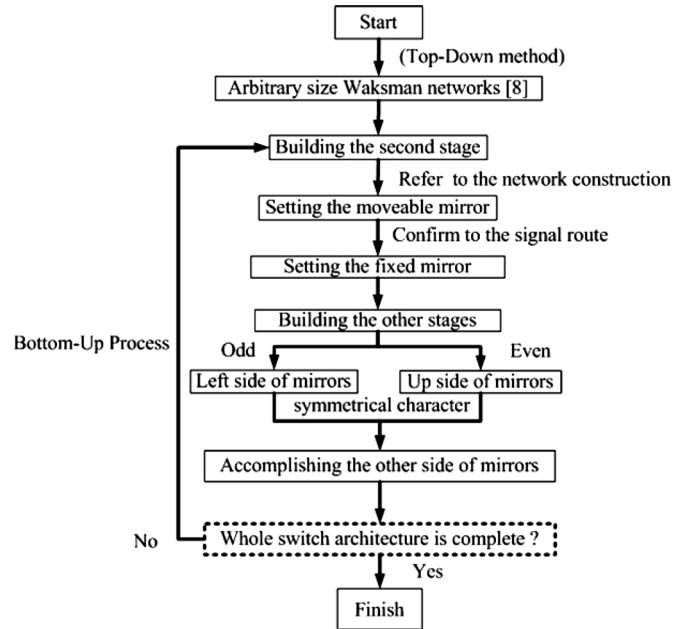 Start
(Top-Down method)
Arbitrary size Waksman networks [8]
Building the second stage
Refer to the network construction
Setting the moveable mirror
Confirm to the signal route
Setting the fixed mirror
Building the other stages
Bottom-Up Process
Odd
Even
Left side of mirrors
Up side of mirrors
symmetrical character
Accomplishing the other side of mirrors
Whole switch architecture is complete ?
No
Yes
Finish